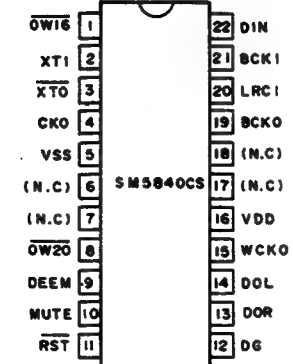 OW16 1 22 DIN
XTI 2 21 BCKI
XTO 3 20 LRCI
CKO 4 19 BCKO
VSS 5 18 (N.C)
(N.C) 6 SM5840CS 17 (N.C)
(N.C) 7 16 VDD
OW20 8 15 WCKO
DEEM 9 14 DOL
MUTE 10 13 DOR
RST 11 12 DG